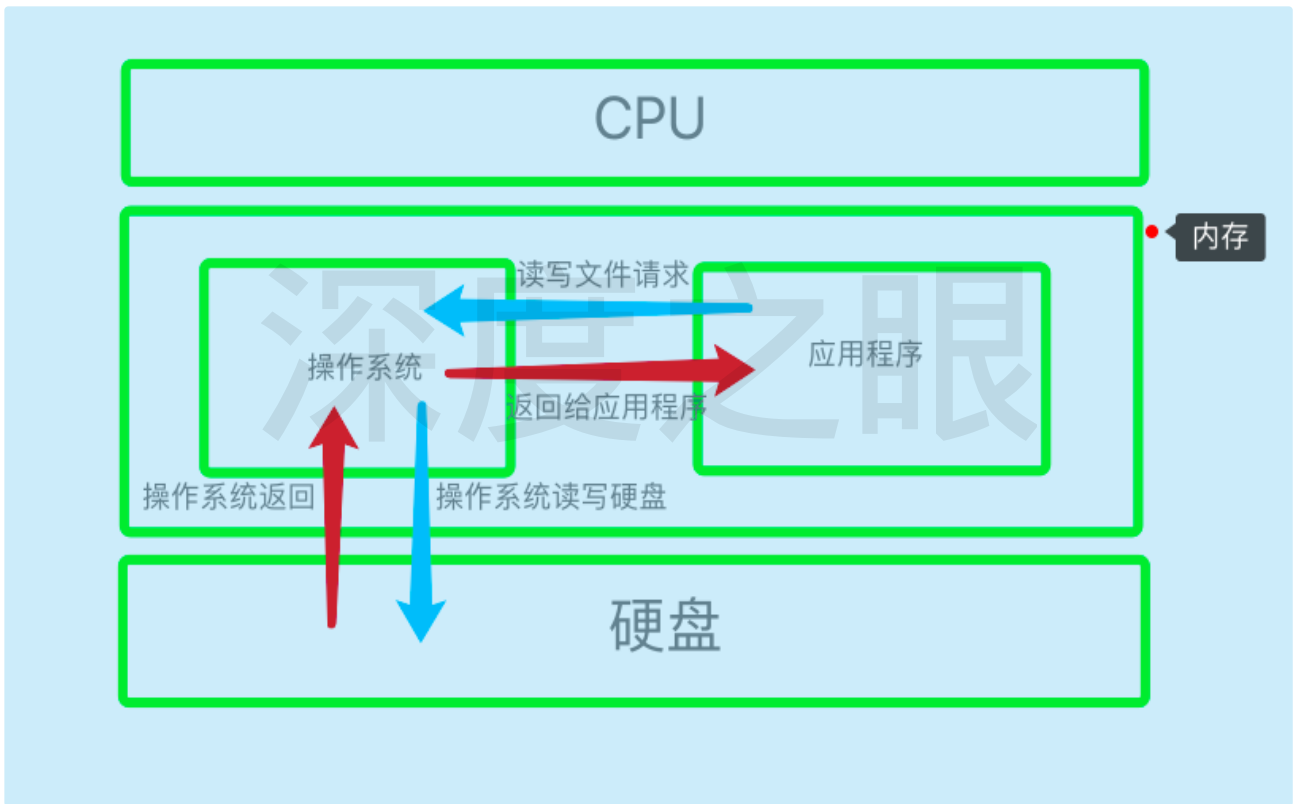 CPU
内存
读写文件请求
操作系统
应用程序
返回给应用程序
操作系统返回
操作系统读写硬盘
硬盘
深度之眼